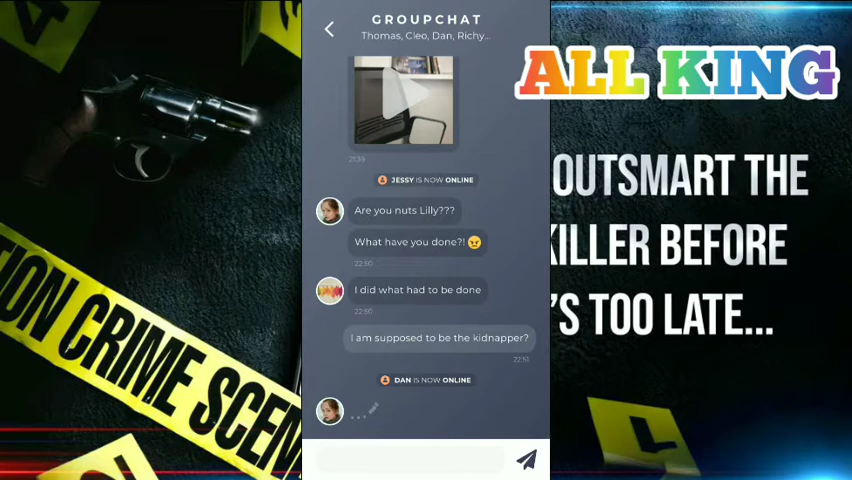 GROUPCHAT
Thomas, Cleo, Dan, Richy...
ALL KING
21:39
JESSY IS NOW ONLINE
Are you nuts Lilly???
What have you done?! 😠
22:50
I did what had to be done
22:50
I am supposed to be the kidnapper?
22:51
DAN IS NOW ONLINE
OUTSMART THE
KILLER BEFORE
'S TOO LATE...
ION CRIME SCEN